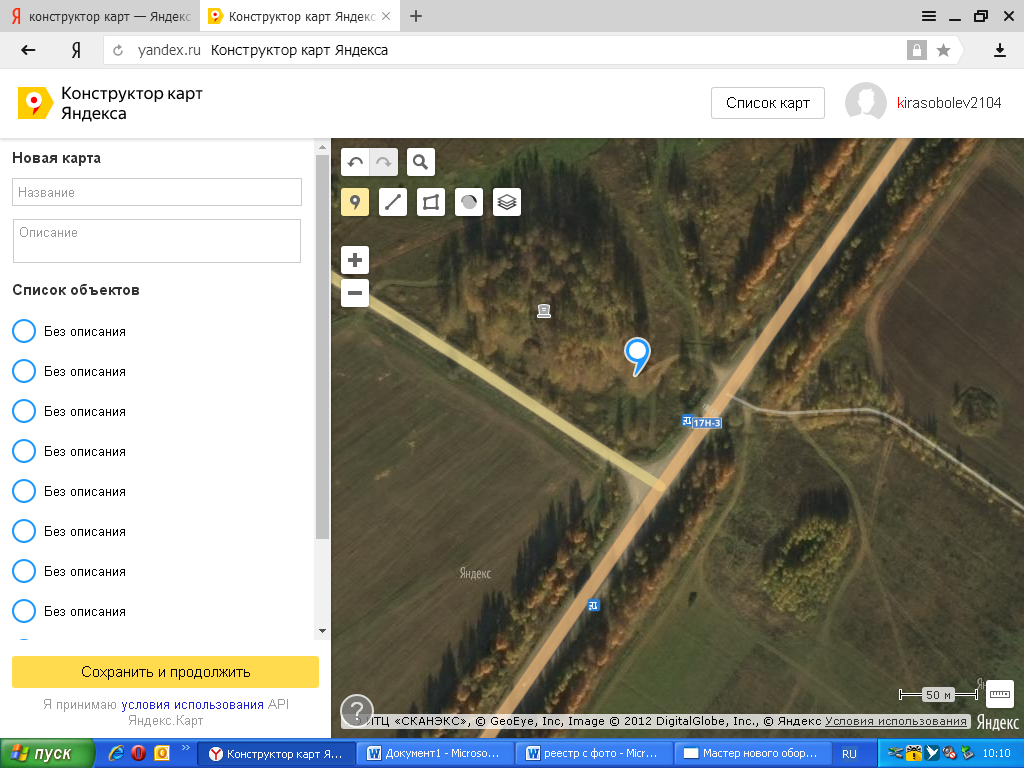 конструктор карт — Яндекс
Конструктор карт Яндекс
yandex.ru Конструктор карт Яндекса
Конструктор карт
Яндекса
Список карт
kirasobolev2104
Новая карта
Название
Описание
Список объектов
Без описания
Без описания
Без описания
Без описания
Без описания
Без описания
Без описания
Без описания
Сохранить и продолжить
Я принимаю условия использования API
Яндекс.Карт
17Н-3
Яндекс
50 м
ИТЦ «СКАНЭКС», © GeoEye, Inc, Image © 2012 DigitalGlobe, Inc., © Яндекс Условия использования
Яндекс
пуск
Конструктор карт Я...
Документ1 - Microso...
реестр с фото - Micr...
Мастер нового обор...
RU
10:10